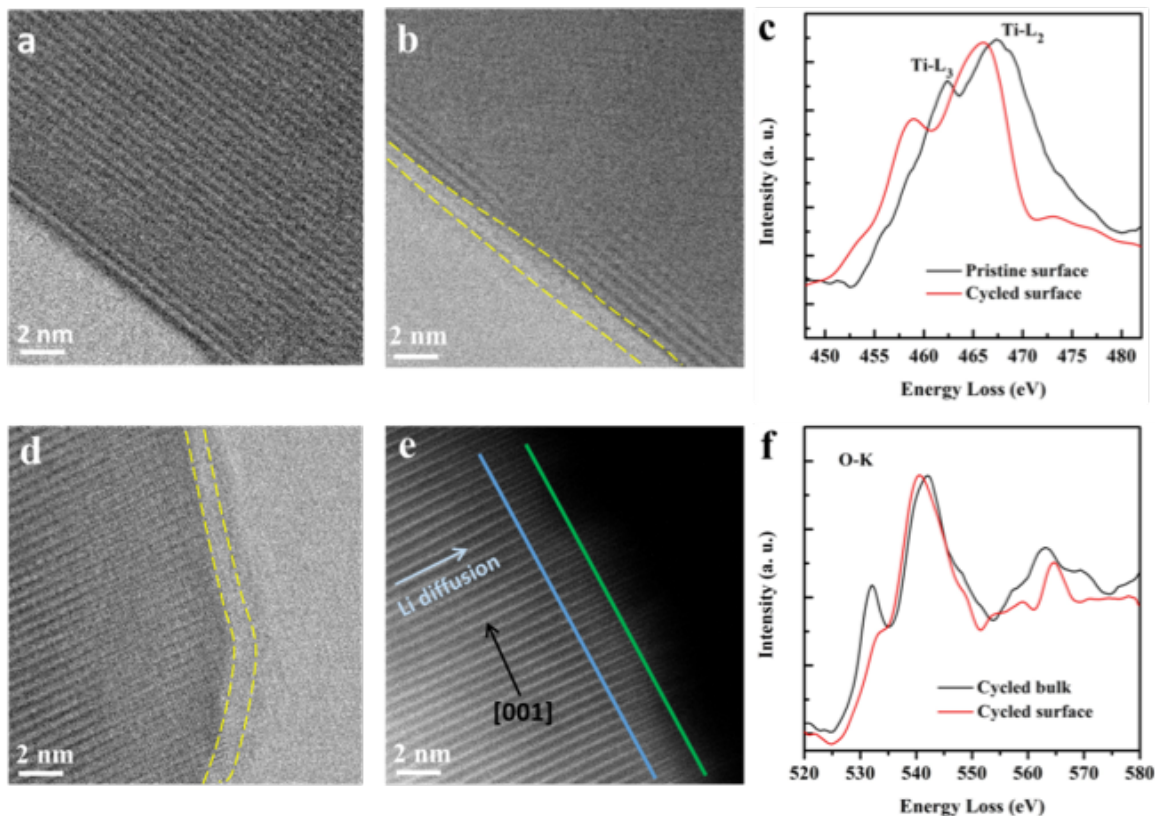 a
2 nm
b
2 nm
c
Ti-L3
Ti-L2
Intensity (a. u.)
Pristine surface
Cycled surface
450 455 460 465 470 475 480
Energy Loss (eV)
d
2 nm
e
Li diffusion
[001]
2 nm
f
O-K
Intensity (a. u.)
Cycled bulk
Cycled surface
520 530 540 550 560 570 580
Energy Loss (eV)